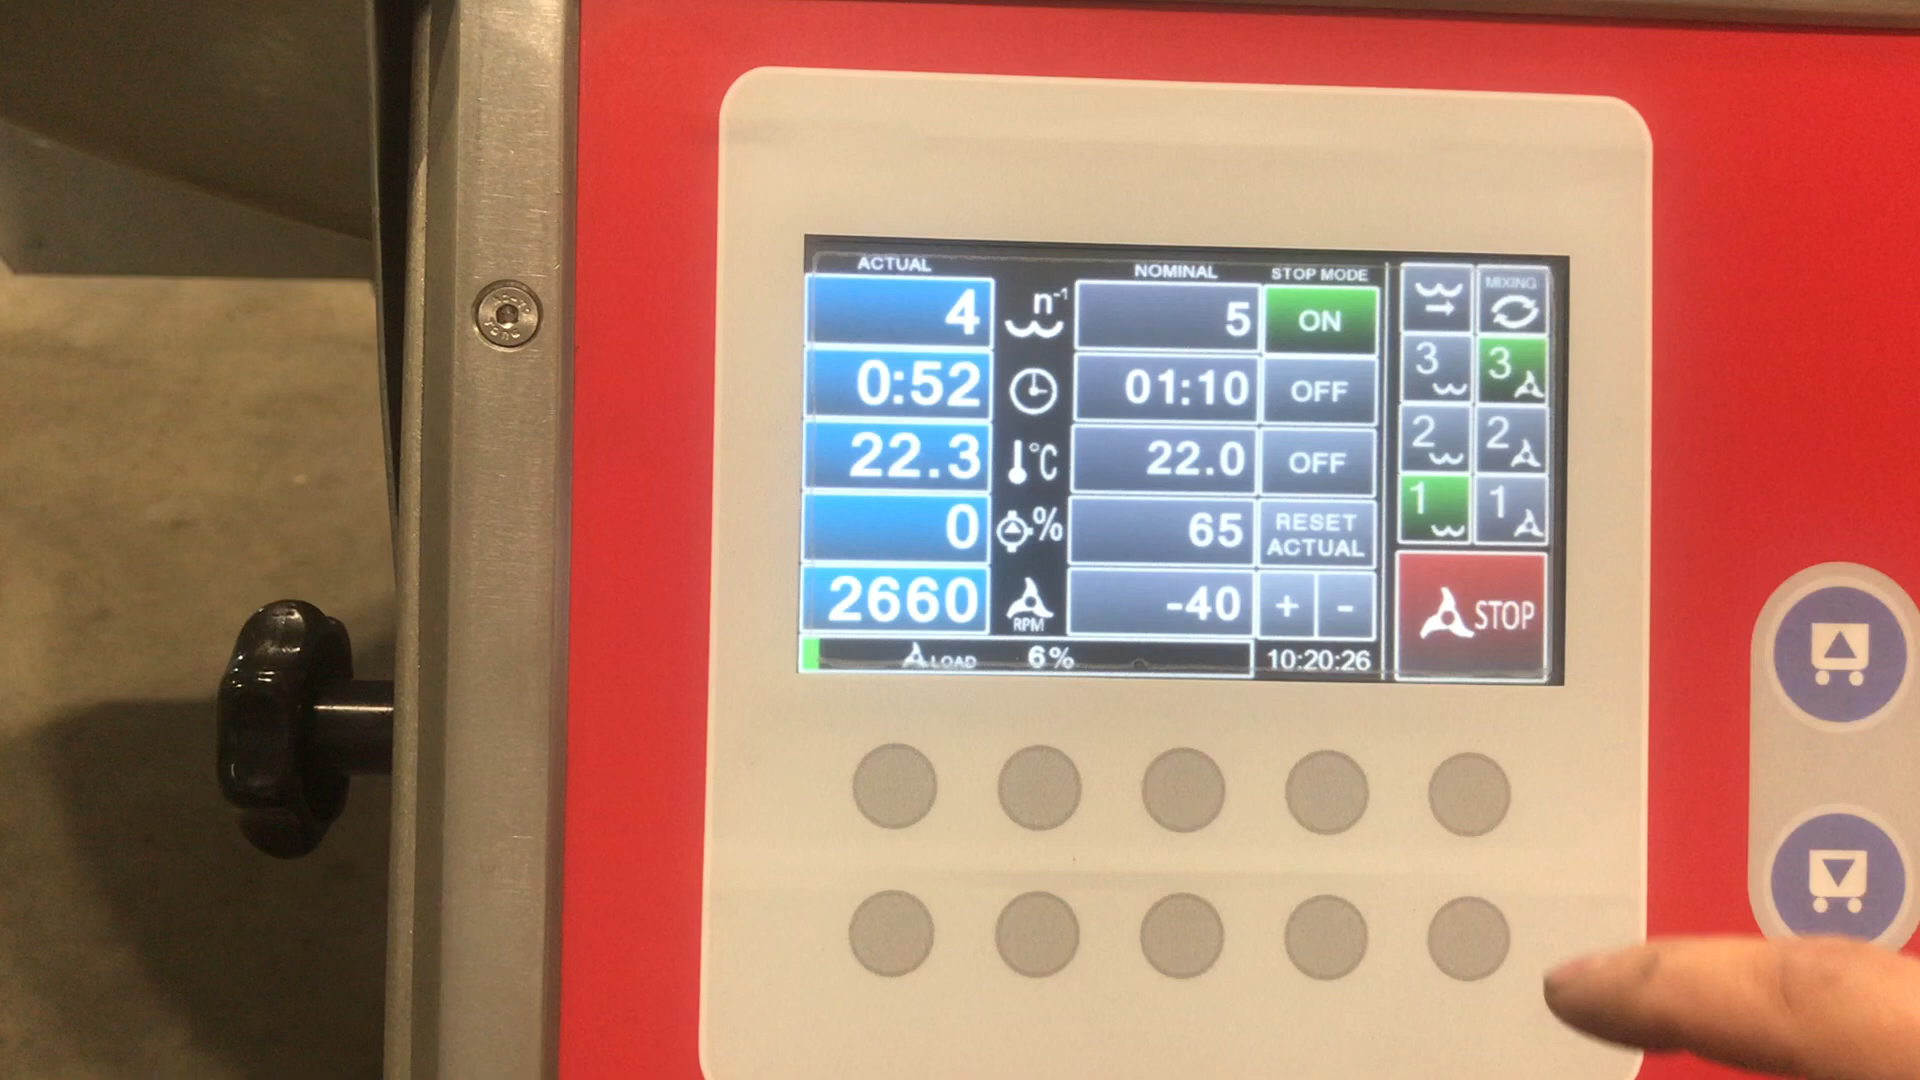 ACTUAL NOMINAL STOP MODE
4 n⁻¹ 5 ON
MIXING
0:52 01:10 OFF
3 3
22.3 °C 22.0 OFF
2 2
0 % 65 RESET ACTUAL
1 1
2660 RPM -40 + -
STOP
LOAD 6% 10:20:26